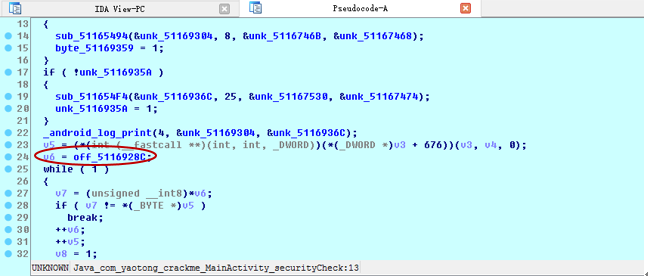 IDA View-PC
Pseudocode-A
13 {
14 sub_51165494(&unk_51169304, 8, &unk_5116746B, &unk_51167468);
15 byte_51169359 = 1;
16 }
17 if ( !unk_5116935A )
18 {
19 sub_511654F4(&unk_5116936C, 25, &unk_51167530, &unk_51167474);
20 unk_5116935A = 1;
21 }
22 _android_log_print(4, &unk_51169304, &unk_5116936C);
23 v5 = (*(int (__fastcall **)(int, int, _DWORD))(*(_DWORD *)v3 + 676))(v3, v4, 0);
24 v6 = off_5116928C;
25 while ( 1 )
26 {
27 v7 = (unsigned __int8)*v6;
28 if ( v7 != *(_BYTE *)v5 )
29 break;
30 ++v6;
31 ++v5;
32 v8 = 1;
UNKNOWN Java_com_yaotong_crackme_MainActivity_securityCheck:13